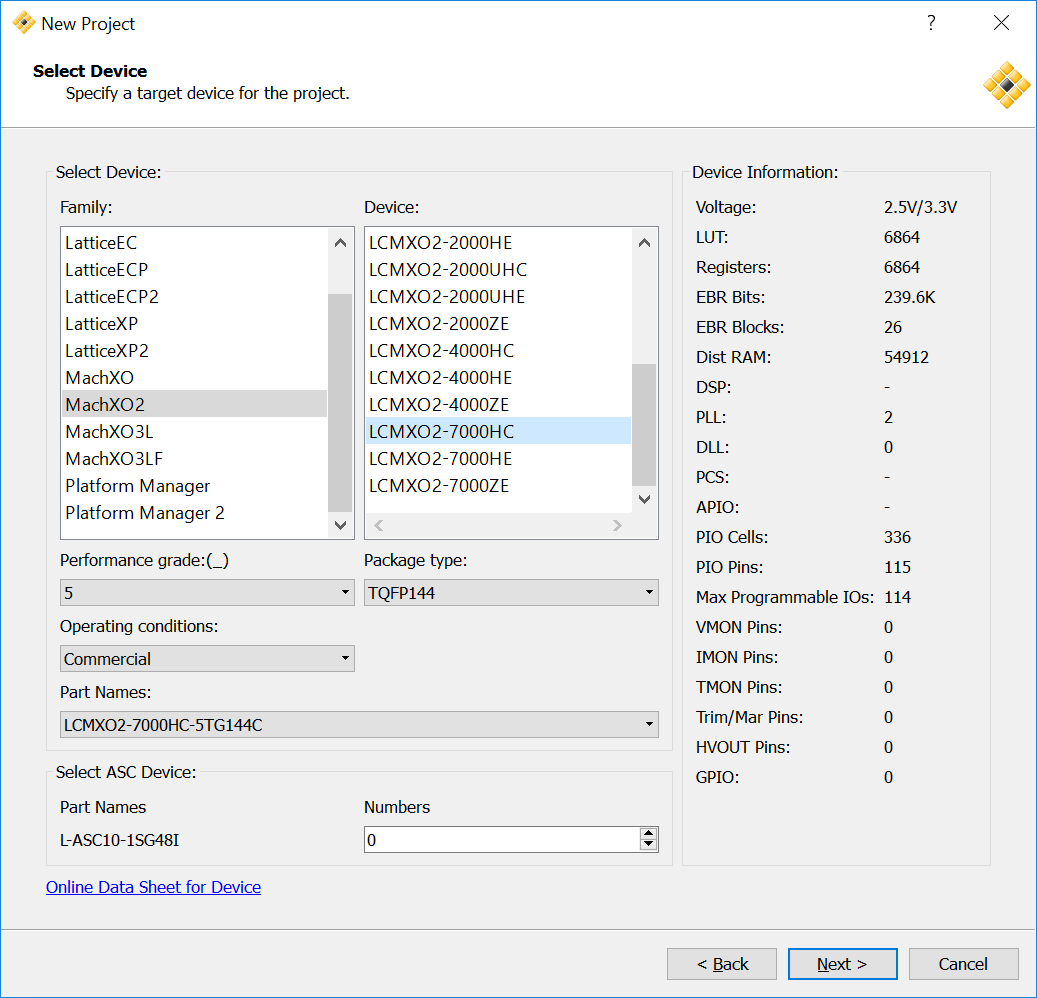 New Project
?
Select Device
Specify a target device for the project.
Select Device:
Family:
LatticeEC
LatticeECP
LatticeECP2
LatticeXP
LatticeXP2
MachXO
MachXO2
MachXO3L
MachXO3LF
Platform Manager
Platform Manager 2
Device:
LCMXO2-2000HE
LCMXO2-2000UHC
LCMXO2-2000UHE
LCMXO2-2000ZE
LCMXO2-4000HC
LCMXO2-4000HE
LCMXO2-4000ZE
LCMXO2-7000HC
LCMXO2-7000HE
LCMXO2-7000ZE
Performance grade:(_)
5
Package type:
TQFP144
Operating conditions:
Commercial
Part Names:
LCMXO2-7000HC-5TG144C
Select ASC Device:
Part Names Numbers
L-ASC10-1SG48I 0
Online Data Sheet for Device
Device Information:
Voltage: 2.5V/3.3V
LUT: 6864
Registers: 6864
EBR Bits: 239.6K
EBR Blocks: 26
Dist RAM: 54912
DSP: -
PLL: 2
DLL: 0
PCS: -
APIO: -
PIO Cells: 336
PIO Pins: 115
Max Programmable IOs: 114
VMON Pins: 0
IMON Pins: 0
TMON Pins: 0
Trim/Mar Pins: 0
HVOUT Pins: 0
GPIO: 0
< Back
Next >
Cancel